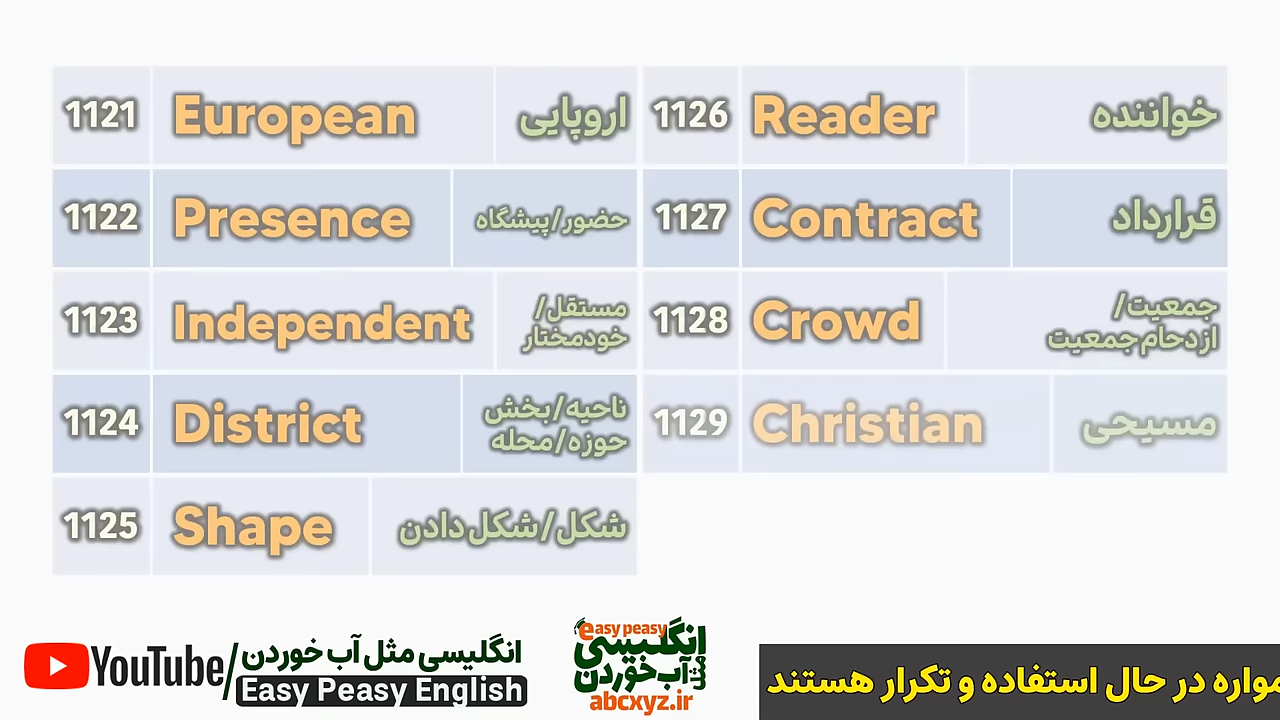 1121 European اروپایی
1122 Presence حضور/پیشگاه
1123 Independent مستقل/
خودمختار
1124 District ناحیه/بخش
حوزه/محله
1125 Shape شکل/شکل دادن
1126 Reader خواننده
1127 Contract قرارداد
1128 Crowd جمعیت/
ازدحام جمعیت
1129 Christian مسیحی
YouTube/انگلیسی مثل آب خوردن
Easy Peasy English
easy peasy
انگلیسی
مثل آب خوردن
abcxyz.ir
در حال استفاده و تکرار هستند